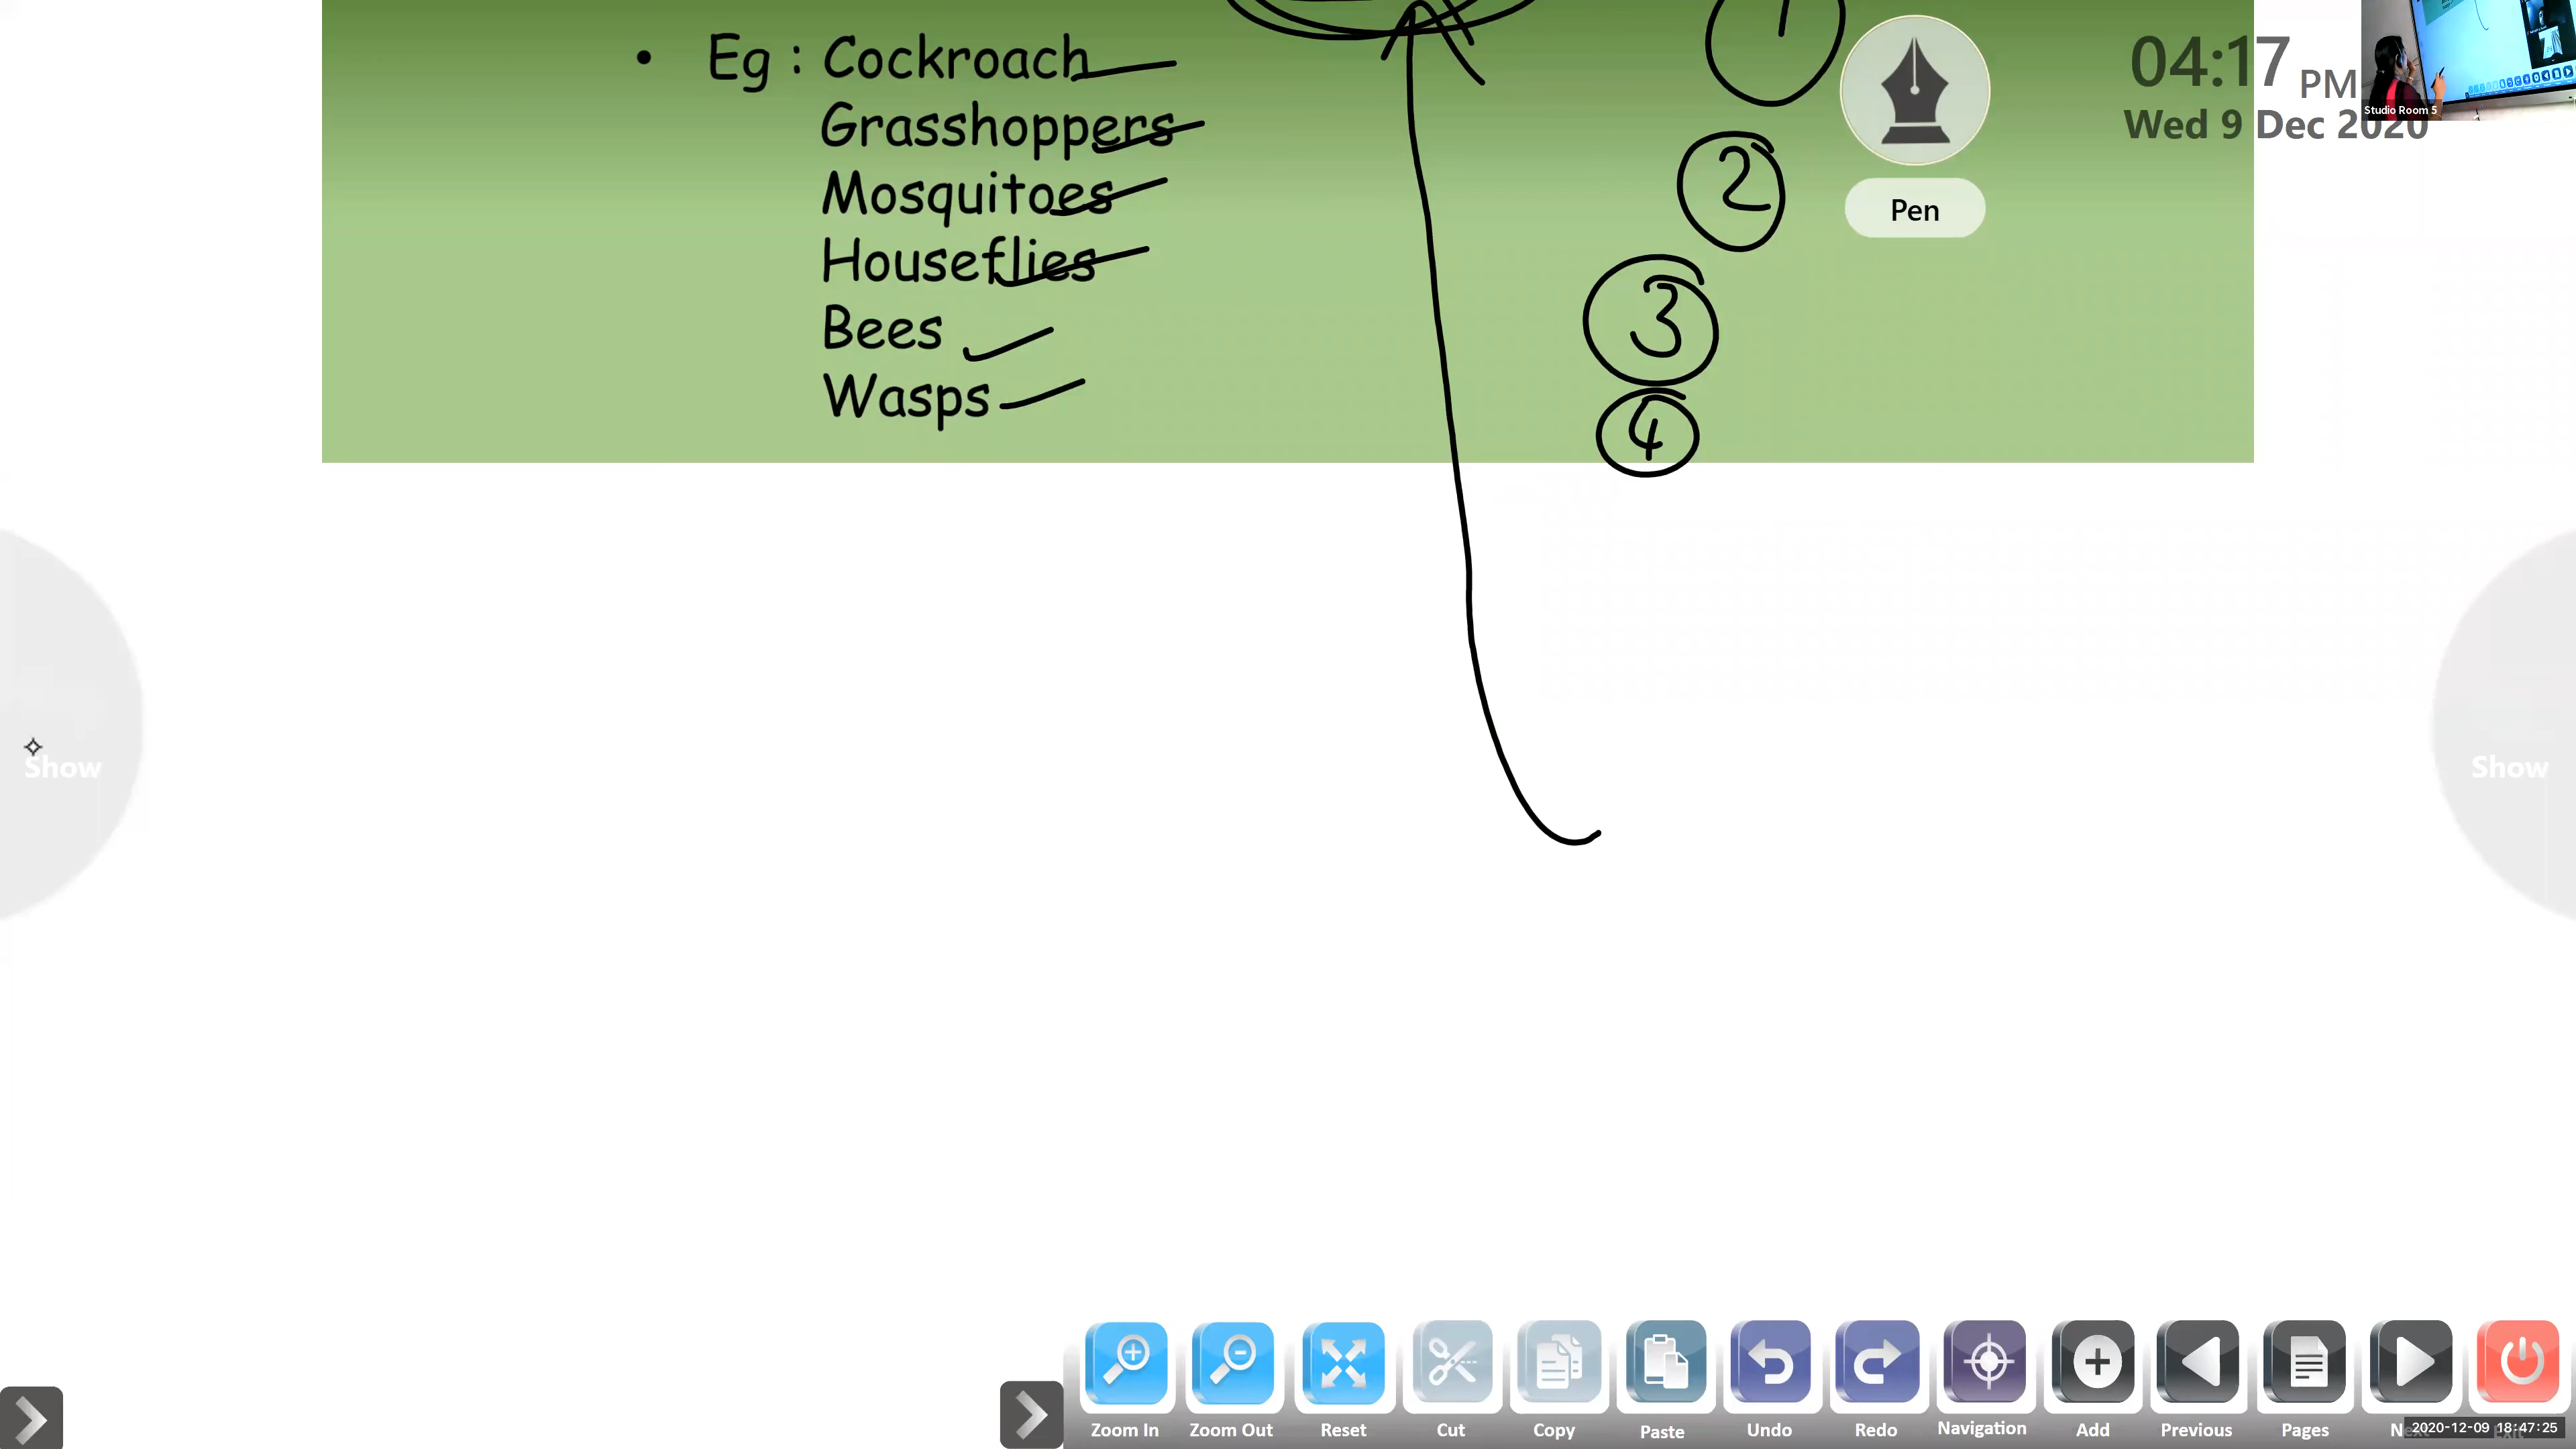 • Eg : Cockroach
Grasshoppers
Mosquitoes
Houseflies
Bees
Wasps
1
2
3
4
Pen
04:17 PM
Wed 9 Dec 2020
Studio Room 5
Show
Show
Zoom In
Zoom Out
Reset
Cut
Copy
Paste
Undo
Redo
Navigation
Add
Previous
Pages
2020-12-09 18:47:25